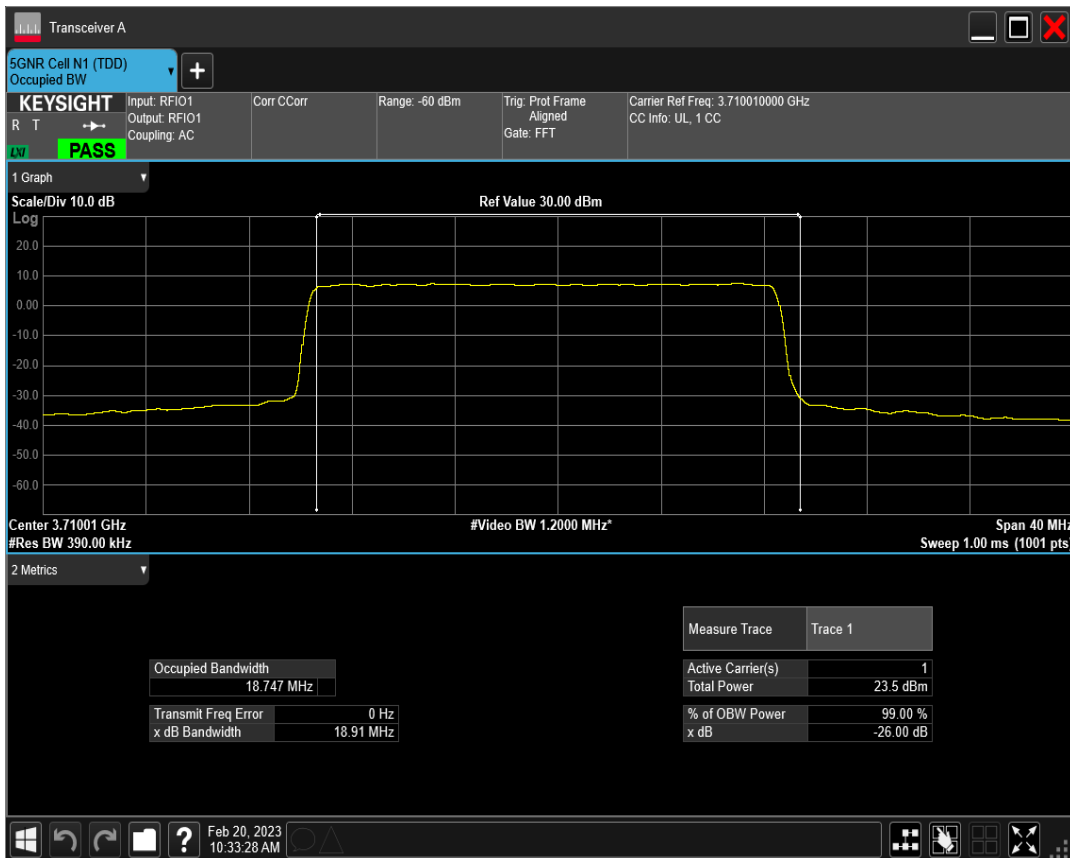 Transceiver A
5GNR Cell N1 (TDD)
Occupied BW
KEYSIGHT
R T
LXI
PASS
Input: RFIO1
Output: RFIO1
Coupling: AC
Corr CCorr
Range: -60 dBm
Trig: Prot Frame
Aligned
Gate: FFT
Carrier Ref Freq: 3.710010000 GHz
CC Info: UL, 1 CC
1 Graph
Scale/Div 10.0 dB
Ref Value 30.00 dBm
Log
20.0
10.0
0.00
-10.0
-20.0
-30.0
-40.0
-50.0
-60.0
Center 3.71001 GHz
#Video BW 1.2000 MHz*
Span 40 MHz
#Res BW 390.00 kHz
Sweep 1.00 ms (1001 pts)
2 Metrics
Measure Trace Trace 1
Occupied Bandwidth
18.747 MHz
Active Carrier(s) 1
Total Power 23.5 dBm
Transmit Freq Error 0 Hz
x dB Bandwidth 18.91 MHz
% of OBW Power 99.00 %
x dB -26.00 dB
Feb 20, 2023
10:33:28 AM